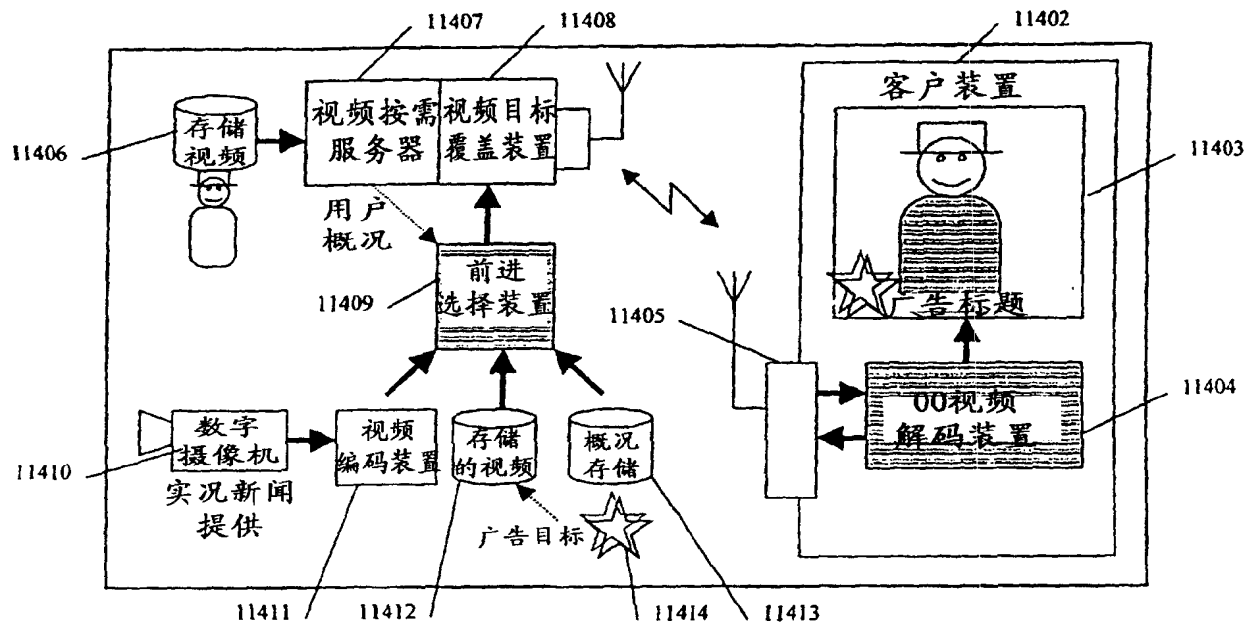 11407
11408
11402
客户装置
视频按需
服务器
视频目标
覆盖装置
存储
视频
11406
11403
用户
概况
前进
选择装置
11409
广告标题
11405
OO视频
解码装置
11404
数字
摄像机
视频
编码装置
存储
的视频
概况
存储
11410
实况新闻
提供
广告目标
11411
11412
11414
11413